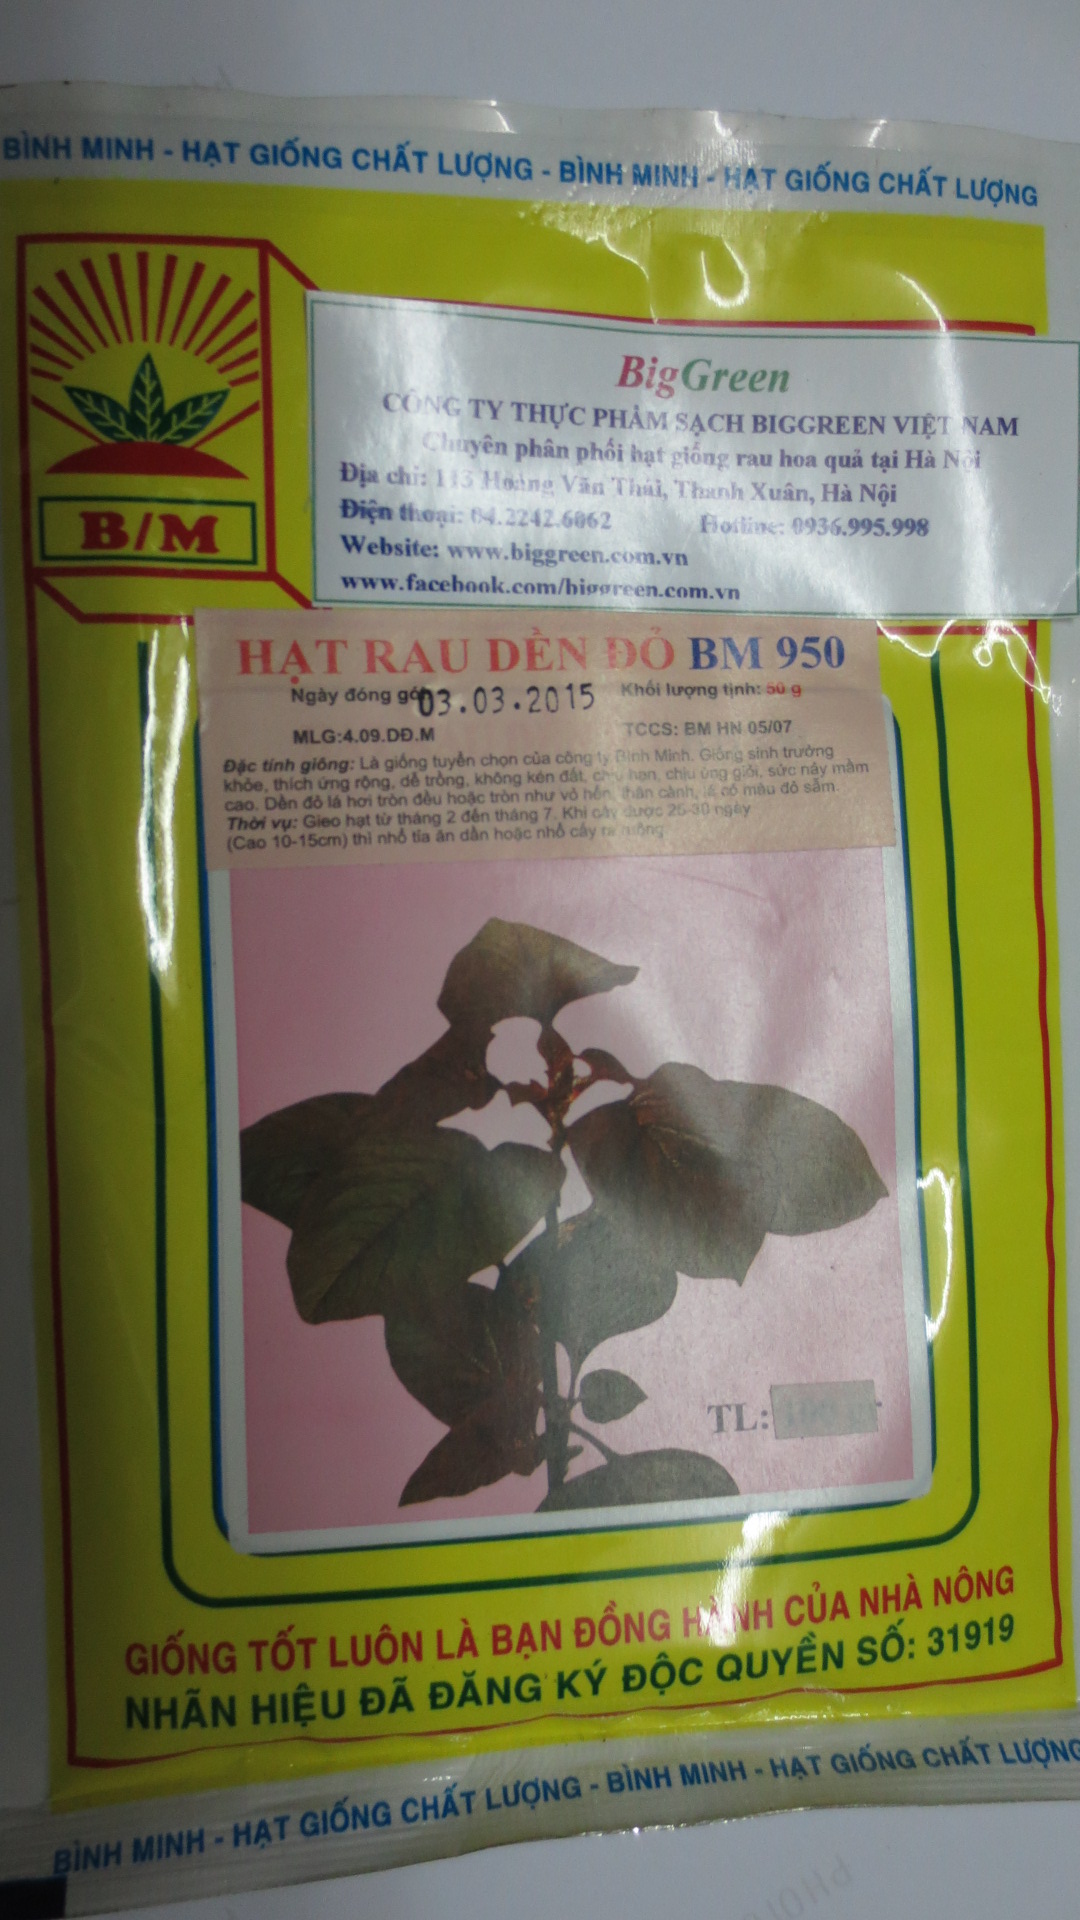 BÌNH MINH - HẠT GIỐNG CHẤT LƯỢNG - BÌNH MINH - HẠT GIỐNG CHẤT LƯỢNG
B/M
BigGreen
CÔNG TY THỰC PHẨM SẠCH BIGGREEN VIỆT NAM
Chuyên phân phối hạt giống rau hoa quả tại Hà Nội
Địa chỉ: 113 Hoàng Văn Thái, Thanh Xuân, Hà Nội
Điện thoại: 04.2242.6062 Hotline: 0936.995.998
Website: www.biggreen.com.vn
www.facebook.com/biggreen.com.vn
HẠT RAU DỀN ĐỎ BM 950
Ngày đóng gói 03.03.2015 Khối lượng tịnh: 50 g
MLG:4.09.DĐ.M TCCS: BM HN 05/07
Đặc tính giống: Là giống tuyển chọn của công ty Bình Minh. Giống sinh trưởng
khỏe, thích ứng rộng, dễ trồng, không kén đất, chịu hạn, chịu úng giỏi, sức nảy mầm
cao. Dền đỏ lá hơi tròn đều hoặc tròn như vỏ hến, thân cành, lá có màu đỏ sẫm.
Thời vụ: Gieo hạt từ tháng 2 đến tháng 7. Khi cây được 25-30 ngày
(Cao 10-15cm) thì nhổ tỉa ăn dần hoặc nhổ cấy ra ruộng
TL: 100 gr
GIỐNG TỐT LUÔN LÀ BẠN ĐỒNG HÀNH CỦA NHÀ NÔNG
NHÃN HIỆU ĐÃ ĐĂNG KÝ ĐỘC QUYỀN SỐ: 31919
BÌNH MINH - HẠT GIỐNG CHẤT LƯỢNG - BÌNH MINH - HẠT GIỐNG CHẤT LƯỢNG